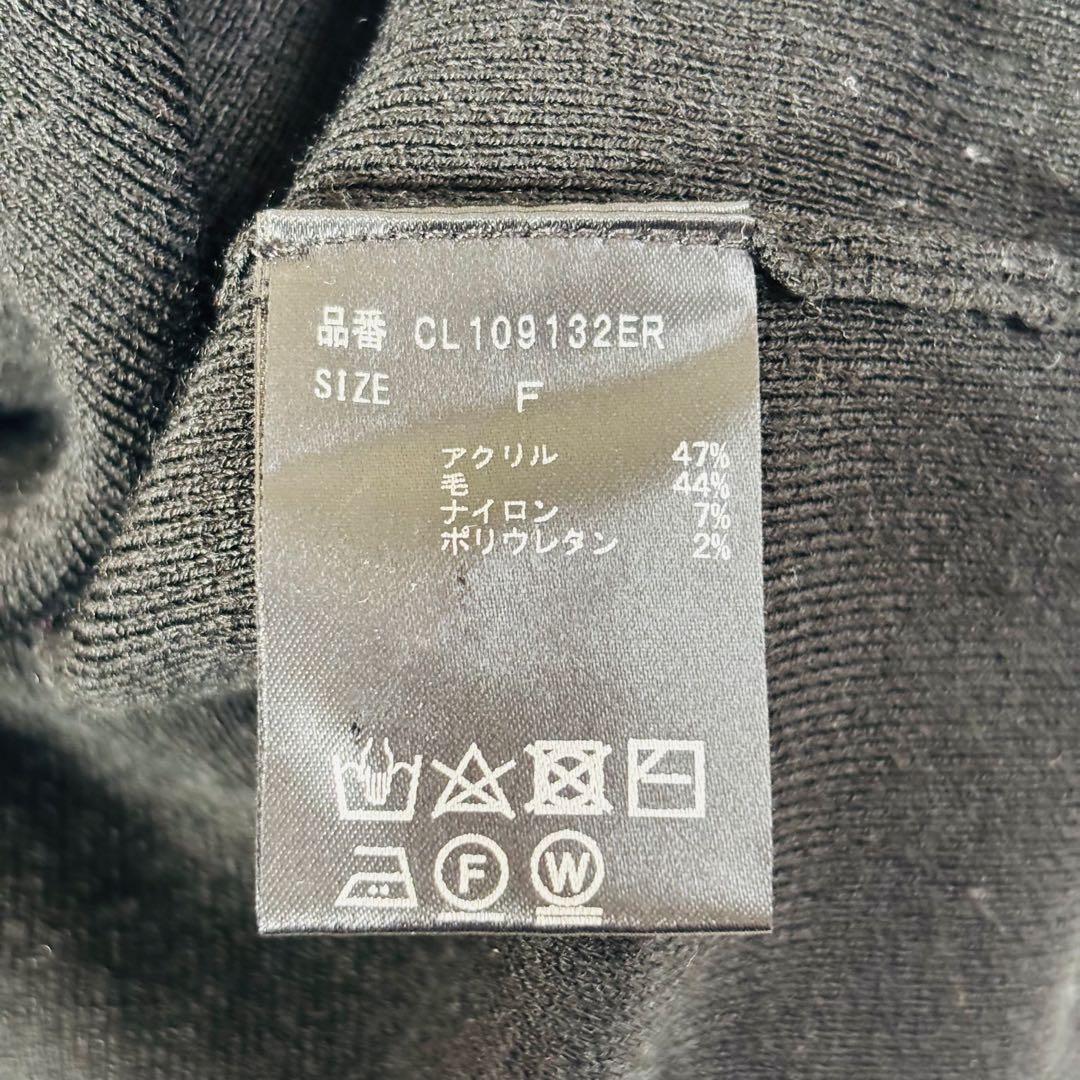 品番 CL109132ER
SIZE F
アクリル 47%
毛 44%
ナイロン 7%
ポリウレタン 2%
F W